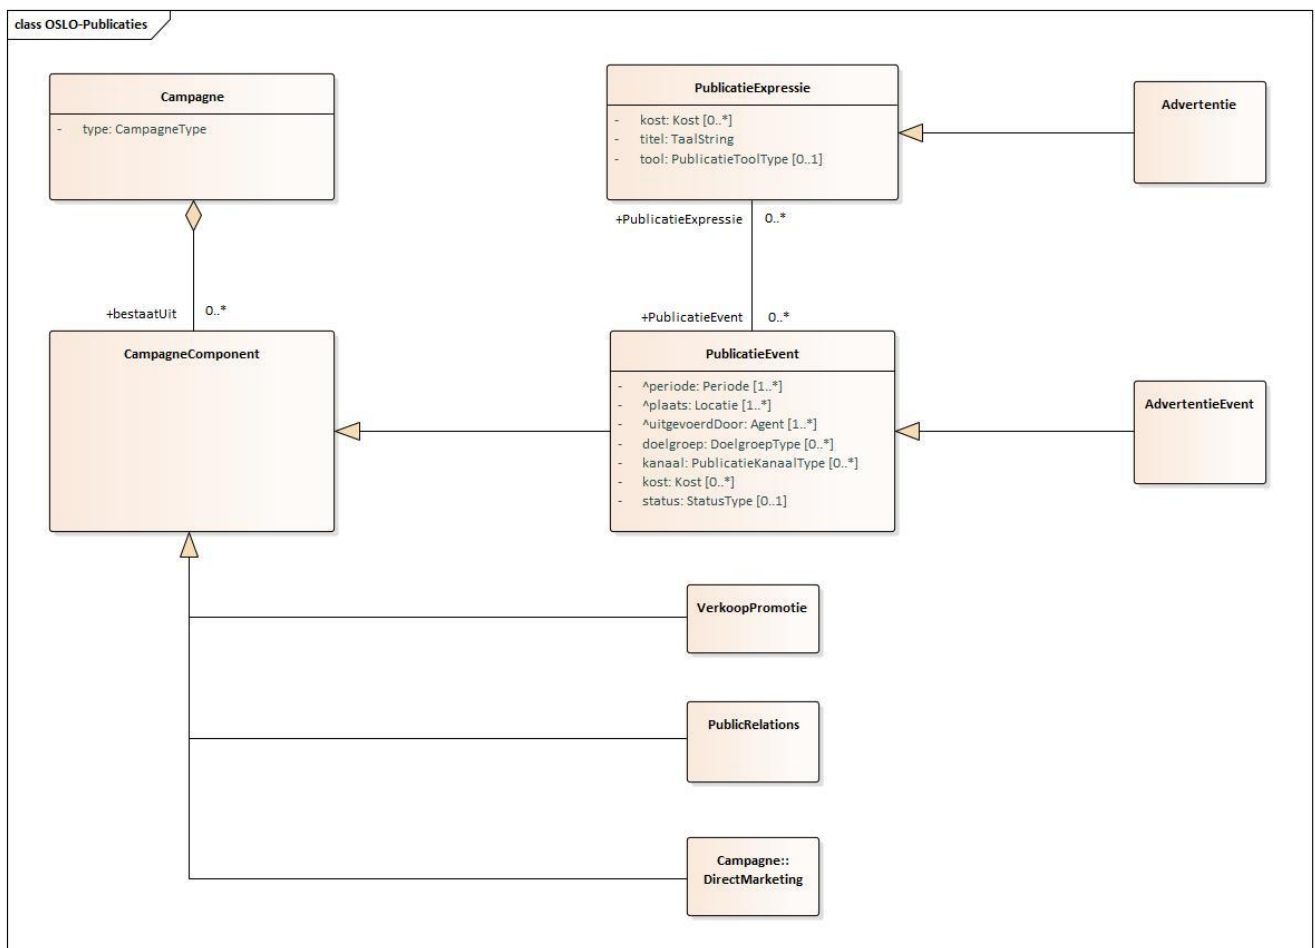 class OSLO-Publicaties
Campagne
- type: CampagneType
PublicatieExpressie
- kost: Kost [0..*]
- titel: TaalString
- tool: PublicatieToolType [0..1]
Advertentie
+PublicatieExpressie 0..*
+bestaatUit 0..*
+PublicatieEvent 0..*
CampagneComponent
PublicatieEvent
- ^periode: Periode [1..*]
- ^plaats: Locatie [1..*]
- ^uitgevoerdDoor: Agent [1..*]
- doelgroep: DoelgroepType [0..*]
- kanaal: PublicatieKanaalType [0..*]
- kost: Kost [0..*]
- status: StatusType [0..1]
AdvertentieEvent
VerkoopPromotie
PublicRelations
Campagne::
DirectMarketing